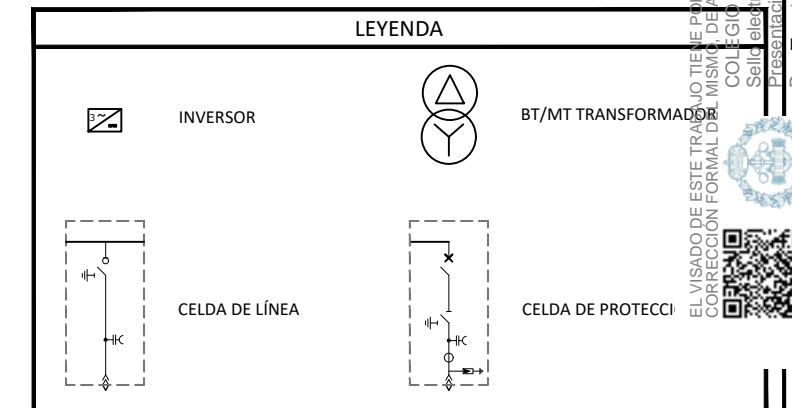 LEYENDA
3~
INVERSOR
BT/MT TRANSFORMADOR
CELDA DE LÍNEA
CELDA DE PROTECCI
EL VISADO DE ESTE TRABAJO TIENE POR
CORRECCIÓN FORMAL DEL MISMO, DE A
COLEGIO
Sello elect
Presentaci